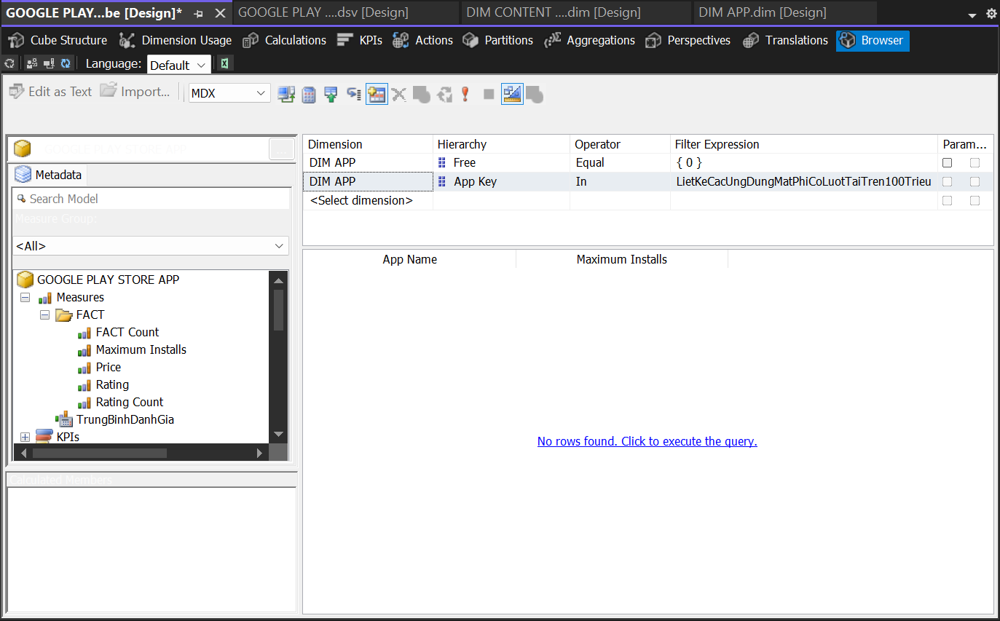 GOOGLE PLAY...be [Design]* GOOGLE PLAY ....dsv [Design] DIM CONTENT ....dim [Design] DIM APP.dim [Design]
Cube Structure Dimension Usage Calculations KPIs Actions Partitions Aggregations Perspectives Translations Browser
Language: Default
Edit as Text Import... MDX
GOOGLE PLAY STORE APP ...
Metadata
Search Model
Measure Group:
<All>
GOOGLE PLAY STORE APP
Measures
FACT
FACT Count
Maximum Installs
Price
Rating
Rating Count
TrungBinhDanhGia
KPIs
Calculated Members
Dimension Hierarchy Operator Filter Expression Param...
DIM APP Free Equal { 0 }
DIM APP App Key In LietKeCacUngDungMatPhiCoLuotTaiTren100Trieu
<Select dimension>
App Name Maximum Installs
No rows found. Click to execute the query.